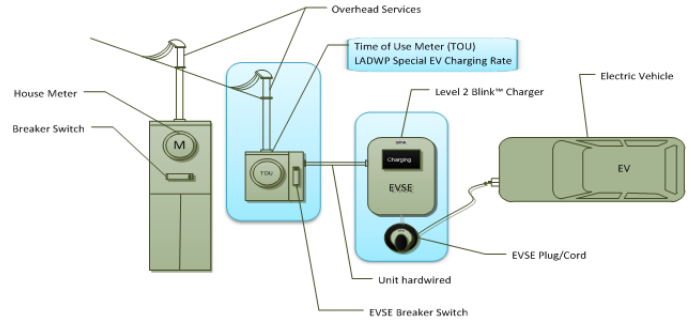 Overhead Services
Time of Use Meter (TOU)
LADWP Special EV Charging Rate
Electric Vehicle
House Meter
Level 2 Blink™ Charger
Breaker Switch
M
Charging
TOU
EVSE
EV
EVSE Plug/Cord
Unit hardwired
EVSE Breaker Switch